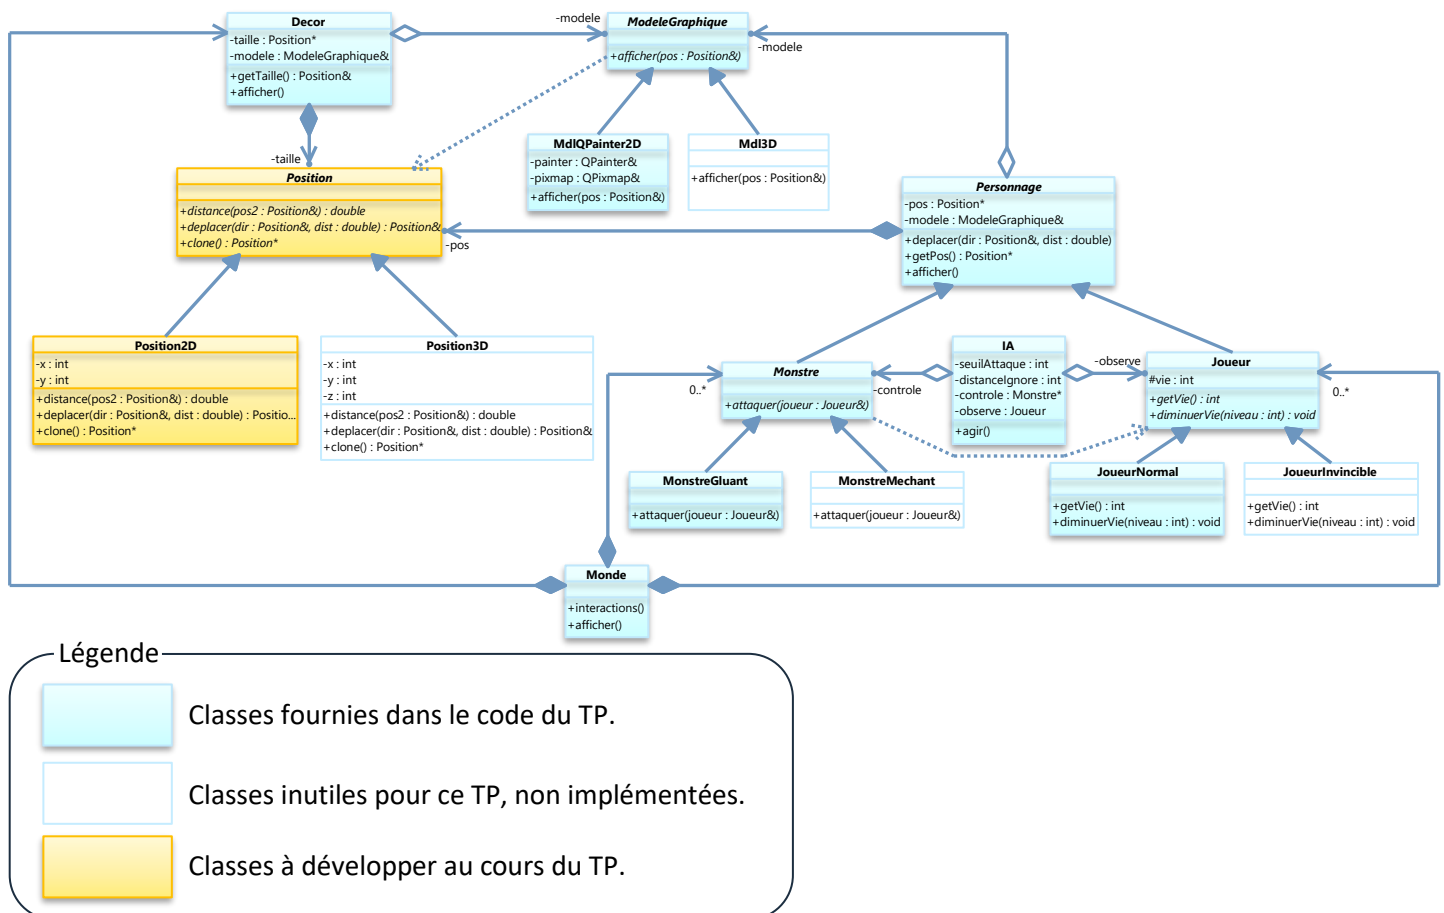 Decor
-taille : Position*
-modele : ModeleGraphique&
+getTaille() : Position&
+afficher()
-modele
ModeleGraphique
+afficher(pos : Position&)
-modele
-taille
MdlQPainter2D
-painter : QPainter&
-pixmap : QPixmap&
+afficher(pos : Position&)
Mdl3D
+afficher(pos : Position&)
Position
+distance(pos2 : Position&) : double
+deplacer(dir : Position&, dist : double) : Position&
+clone() : Position*
-pos
Personnage
-pos : Position*
-modele : ModeleGraphique&
+deplacer(dir : Position&, dist : double)
+getPos() : Position*
+afficher()
Position2D
-x : int
-y : int
+distance(pos2 : Position&) : double
+deplacer(dir : Position&, dist : double) : Positio...
+clone() : Position*
Position3D
-x : int
-y : int
-z : int
+distance(pos2 : Position&) : double
+deplacer(dir : Position&, dist : double) : Position&
+clone() : Position*
0..*
Monstre
+attaquer(joueur : Joueur&)
-controle
IA
-seuilAttaque : int
-distanceIgnore : int
-controle : Monstre*
-observe : Joueur
+agir()
-observe
Joueur
#vie : int
+getVie() : int
+diminuerVie(niveau : int) : void
0..*
MonstreGluant
+attaquer(joueur : Joueur&)
MonstreMechant
+attaquer(joueur : Joueur&)
JoueurNormal
+getVie() : int
+diminuerVie(niveau : int) : void
JoueurInvincible
+getVie() : int
+diminuerVie(niveau : int) : void
Monde
+interactions()
+afficher()
Légende
Classes fournies dans le code du TP.
Classes inutiles pour ce TP, non implémentées.
Classes à développer au cours du TP.